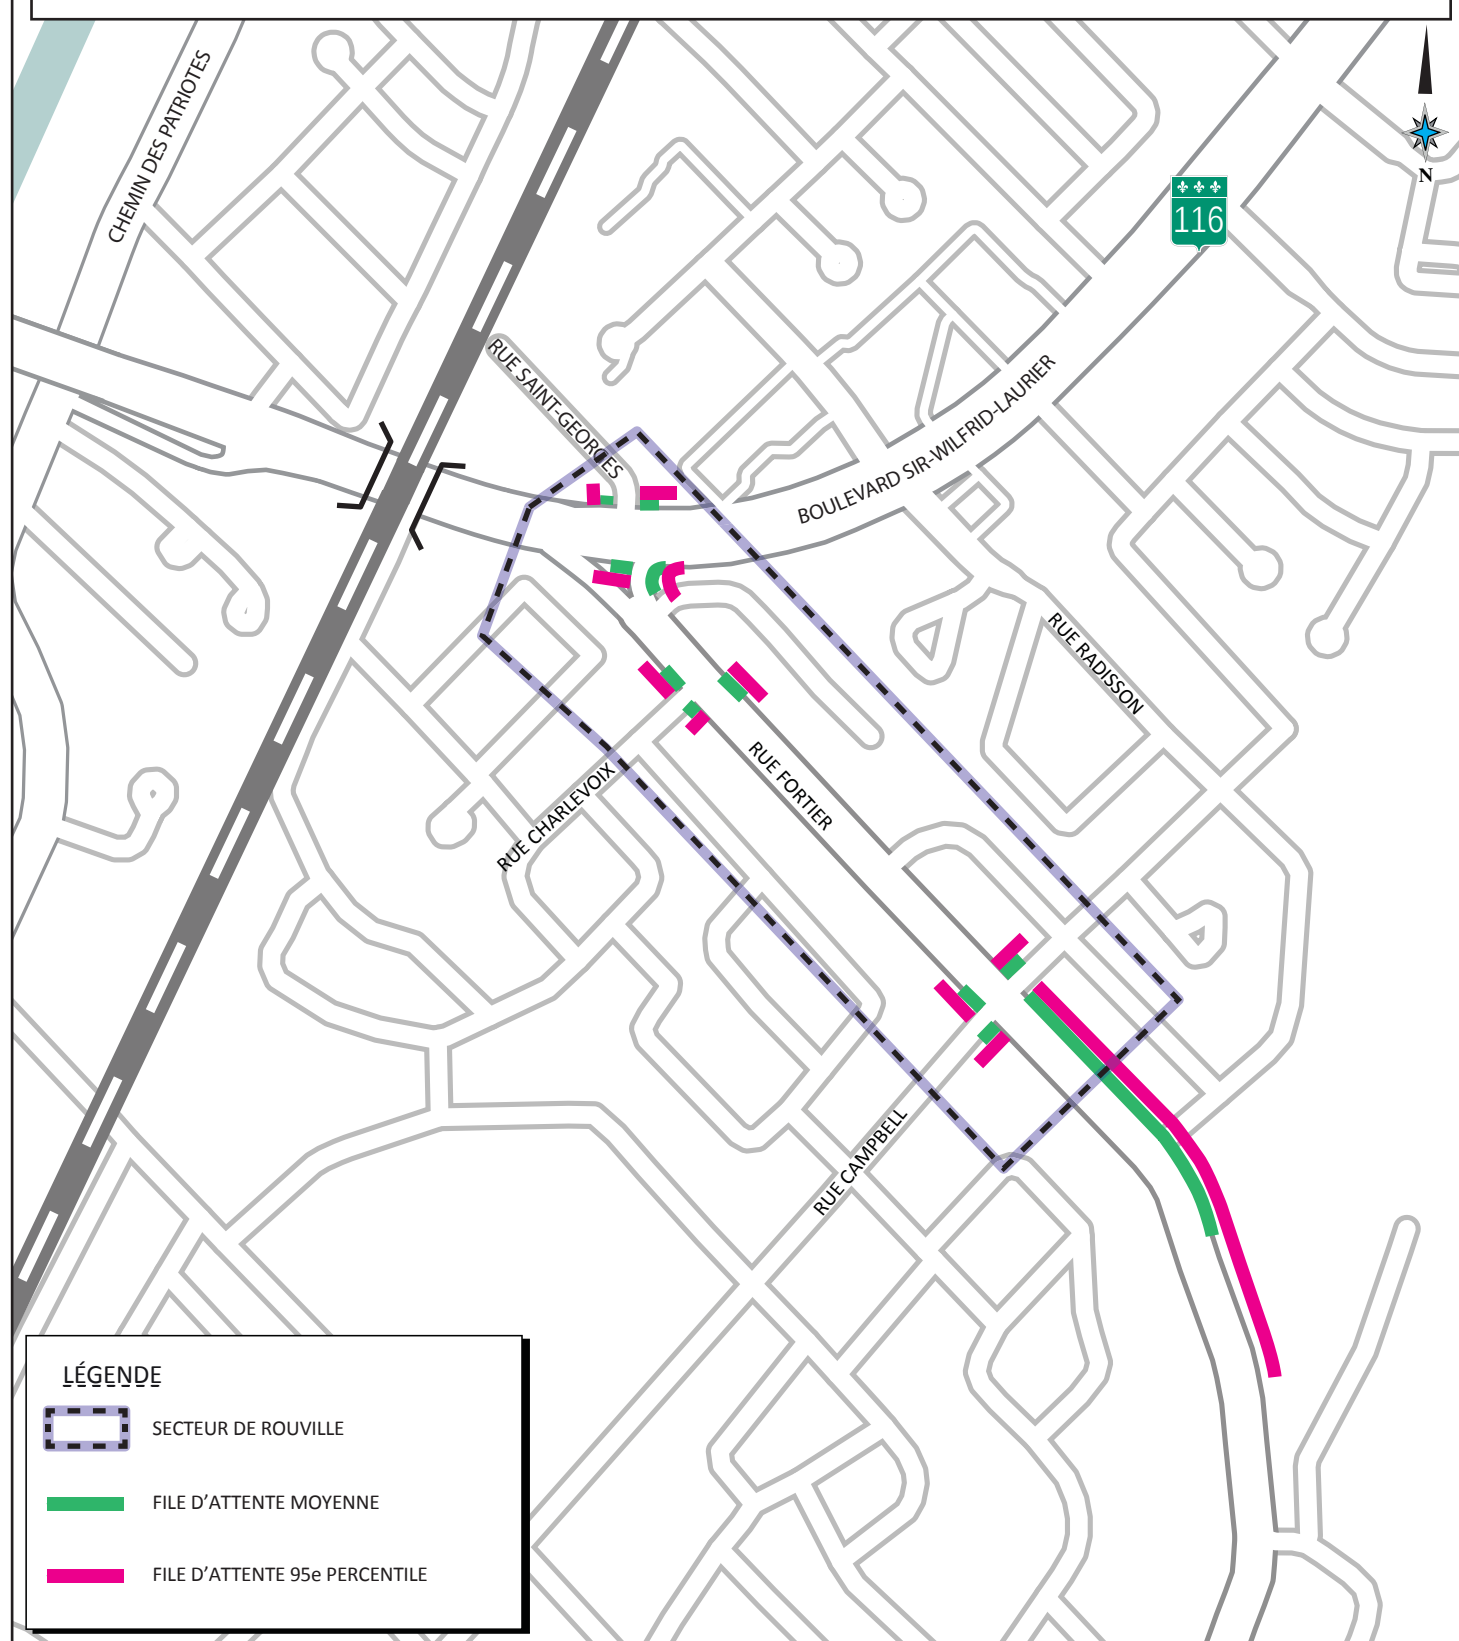 CHEMIN DES PATRIOTES
N
116
RUE SAINT-GEORGES
BOULEVARD SIR-WILFRID-LAURIER
RUE RADISSON
RUE FORTIER
RUE CHARLEVOIX
RUE CAMPBELL
LÉGENDE
SECTEUR DE ROUVILLE
FILE D'ATTENTE MOYENNE
FILE D'ATTENTE 95e PERCENTILE